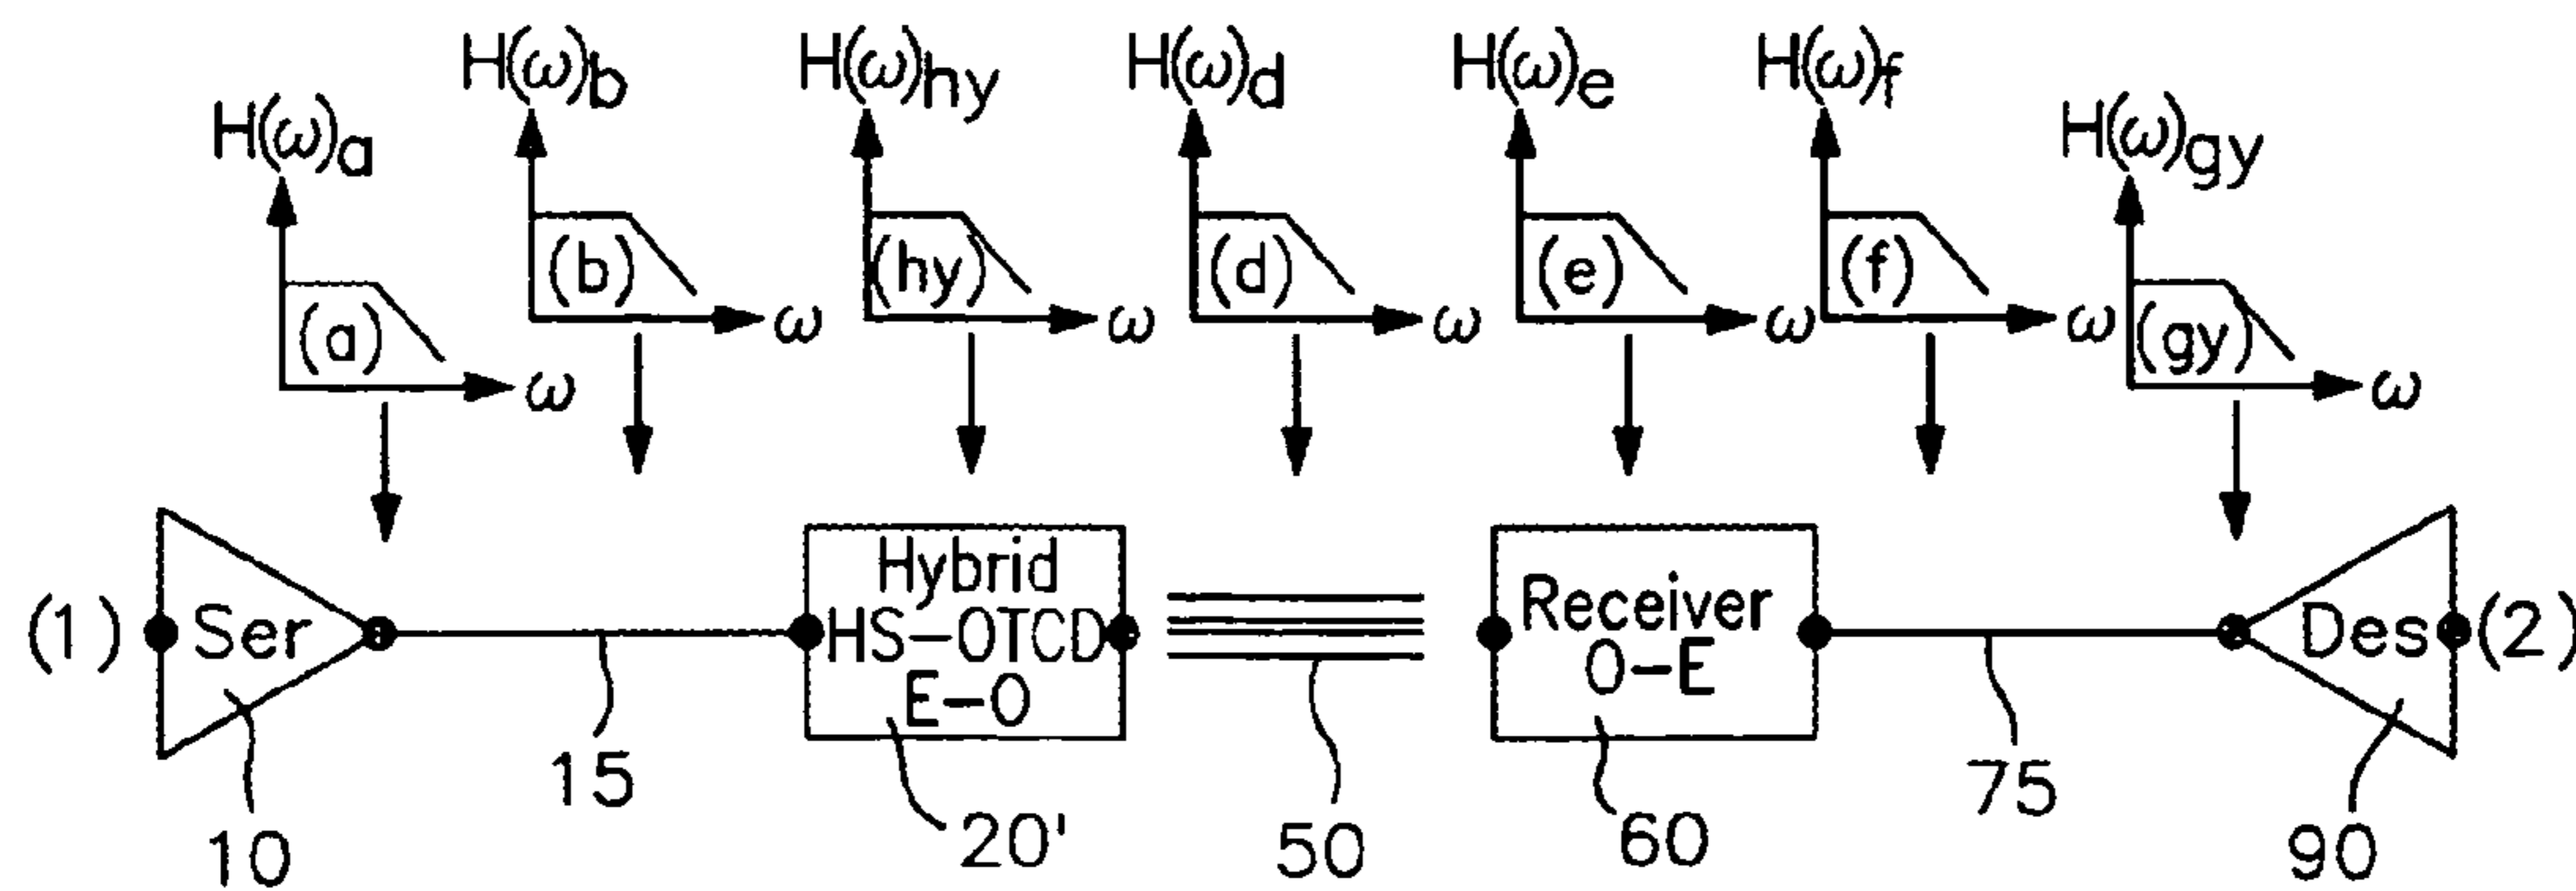 H(ω)a
H(ω)b
H(ω)hy
H(ω)d
H(ω)e
H(ω)f
H(ω)gy
(a)
(b)
(hy)
(d)
(e)
(f)
(gy)
ω
ω
ω
ω
ω
ω
ω
(1)
Ser
Hybrid
HS-OTCD
E-O
Receiver
O-E
Des
(2)
10
15
20'
50
60
75
90